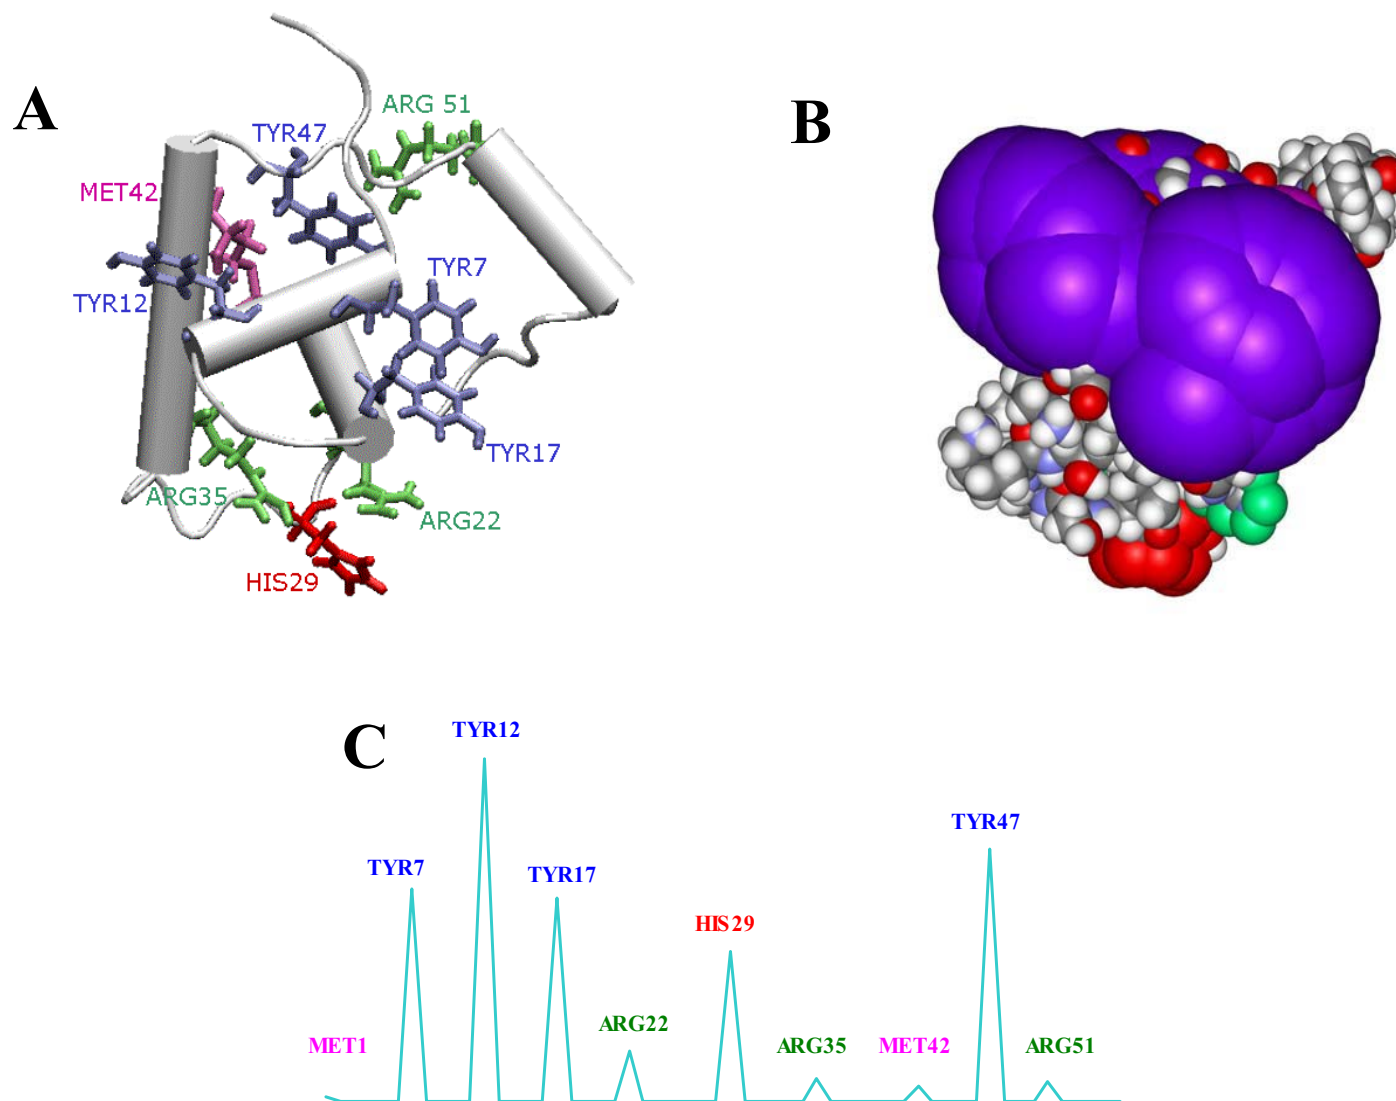 A
ARG 51
TYR47
MET42
TYR7
TYR12
TYR17
ARG35
ARG22
HIS29
B
C
TYR12
TYR47
TYR7
TYR17
HIS29
ARG22
MET1
ARG35
MET42
ARG51